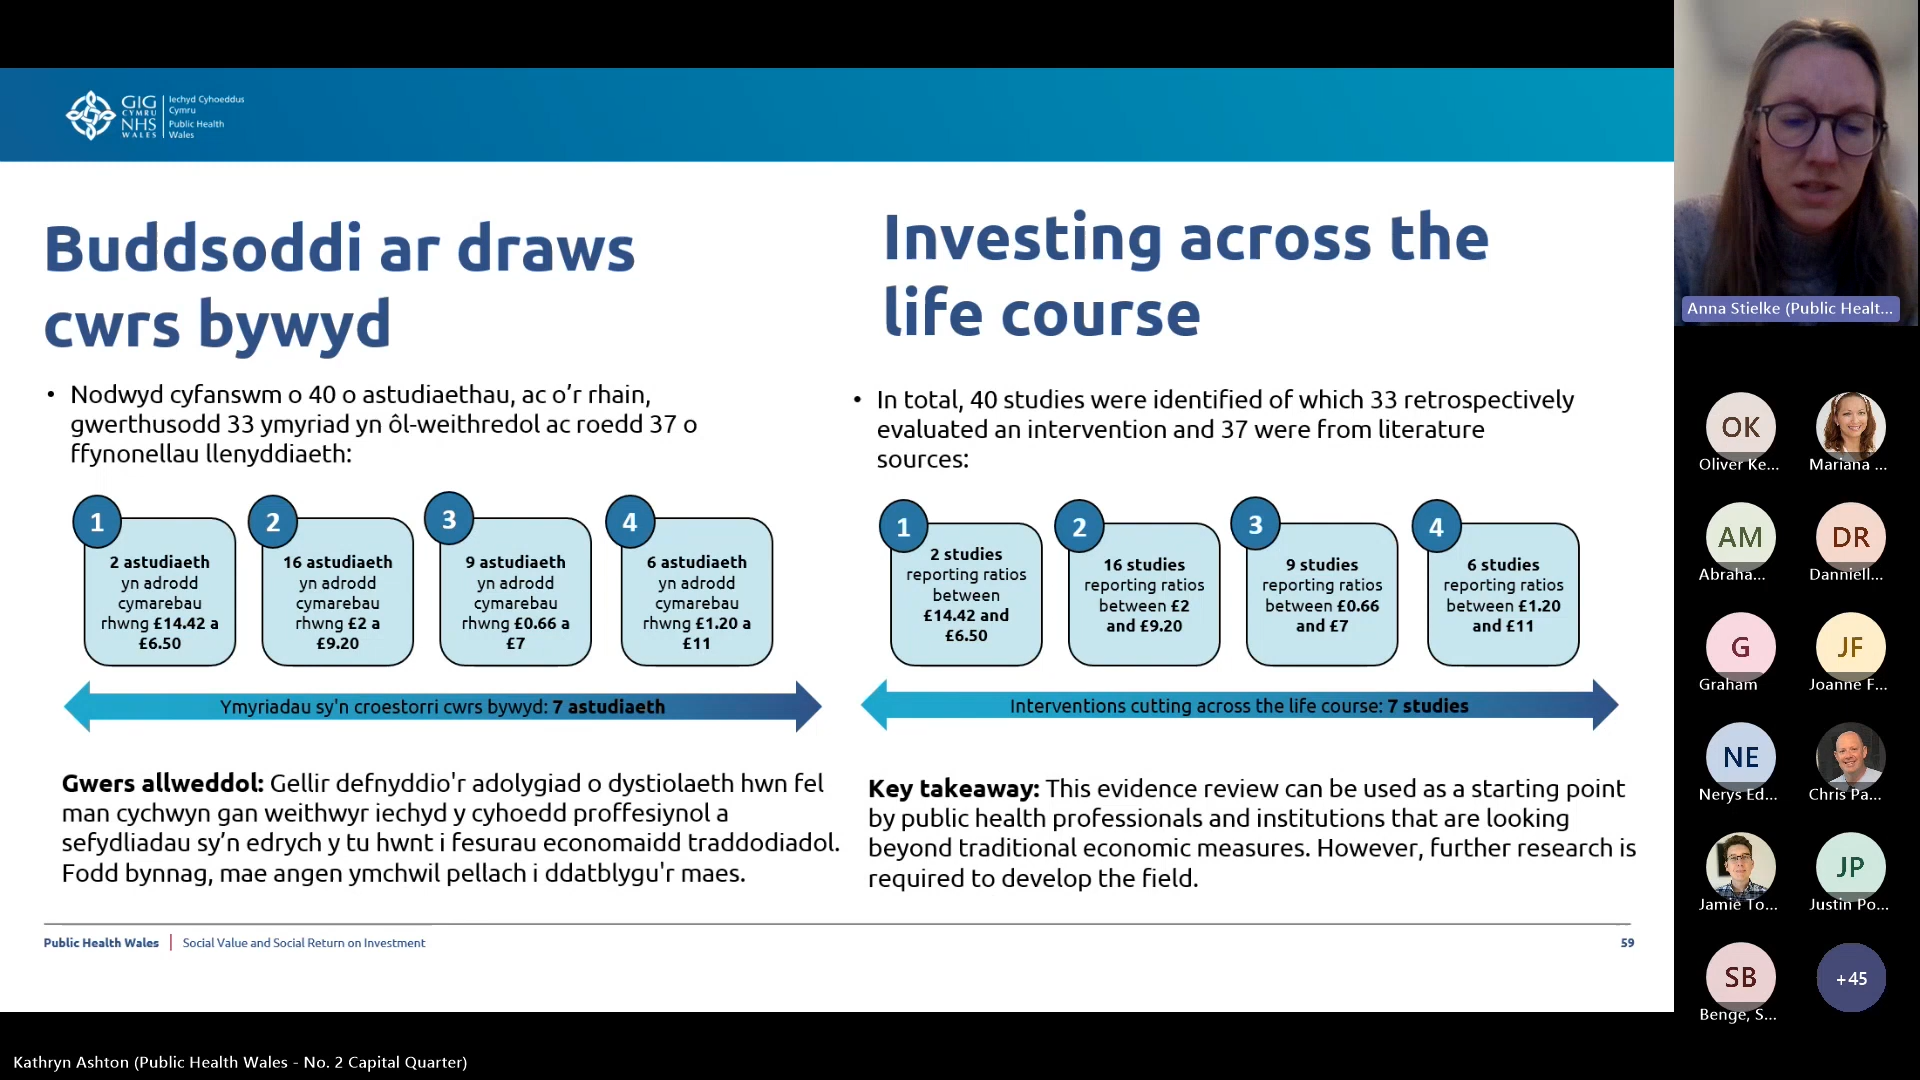 GIG
CYMRU
NHS
WALES
Iechyd Cyhoeddus
Cymru
Public Health
Wales
Buddsoddi ar draws
cwrs bywyd
• Nodwyd cyfanswm o 40 o astudiaethau, ac o’r rhain,
gwerthusodd 33 ymyriad yn ôl-weithredol ac roedd 37 o
ffynonellau llenyddiaeth:
1
2 astudiaeth
yn adrodd
cymarebau
rhwng £14.42 a
£6.50
2
16 astudiaeth
yn adrodd
cymarebau
rhwng £2 a
£9.20
3
9 astudiaeth
yn adrodd
cymarebau
rhwng £0.66 a
£7
4
6 astudiaeth
yn adrodd
cymarebau
rhwng £1.20 a
£11
Ymyriadau sy'n croestorri cwrs bywyd: 7 astudiaeth
Gwers allweddol: Gellir defnyddio'r adolygiad o dystiolaeth hwn fel
man cychwyn gan weithwyr iechyd y cyhoedd proffesiynol a
sefydliadau sy’n edrych y tu hwnt i fesurau economaidd traddodiadol.
Fodd bynnag, mae angen ymchwil pellach i ddatblygu'r maes.
Investing across the
life course
• In total, 40 studies were identified of which 33 retrospectively
evaluated an intervention and 37 were from literature
sources:
1
2 studies
reporting ratios
between
£14.42 and
£6.50
2
16 studies
reporting ratios
between £2
and £9.20
3
9 studies
reporting ratios
between £0.66
and £7
4
6 studies
reporting ratios
between £1.20
and £11
Interventions cutting across the life course: 7 studies
Key takeaway: This evidence review can be used as a starting point
by public health professionals and institutions that are looking
beyond traditional economic measures. However, further research is
required to develop the field.
Public Health Wales | Social Value and Social Return on Investment
59
Anna Stielke (Public Healt...
OK
Oliver Ke...
Mariana ...
AM
Abraha...
DR
Danniell...
G
Graham
JF
Joanne F...
NE
Nerys Ed...
Chris Pa...
Jamie To...
JP
Justin Po...
SB
Benge, S...
+45
Kathryn Ashton (Public Health Wales - No. 2 Capital Quarter)